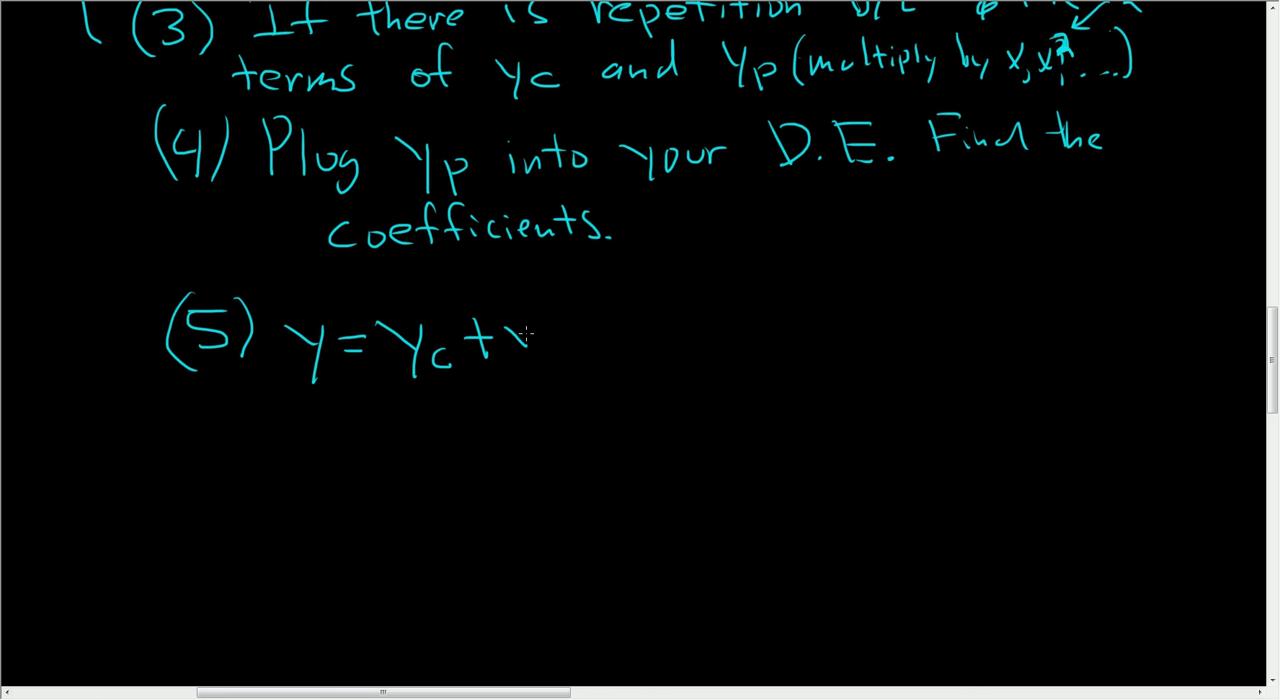 (3) If there is repetition b/t
terms of yc and yp (multiply by x, x², ...)
(4) Plug yp into your D.E. Find the
coefficients.
(5) y = yc +